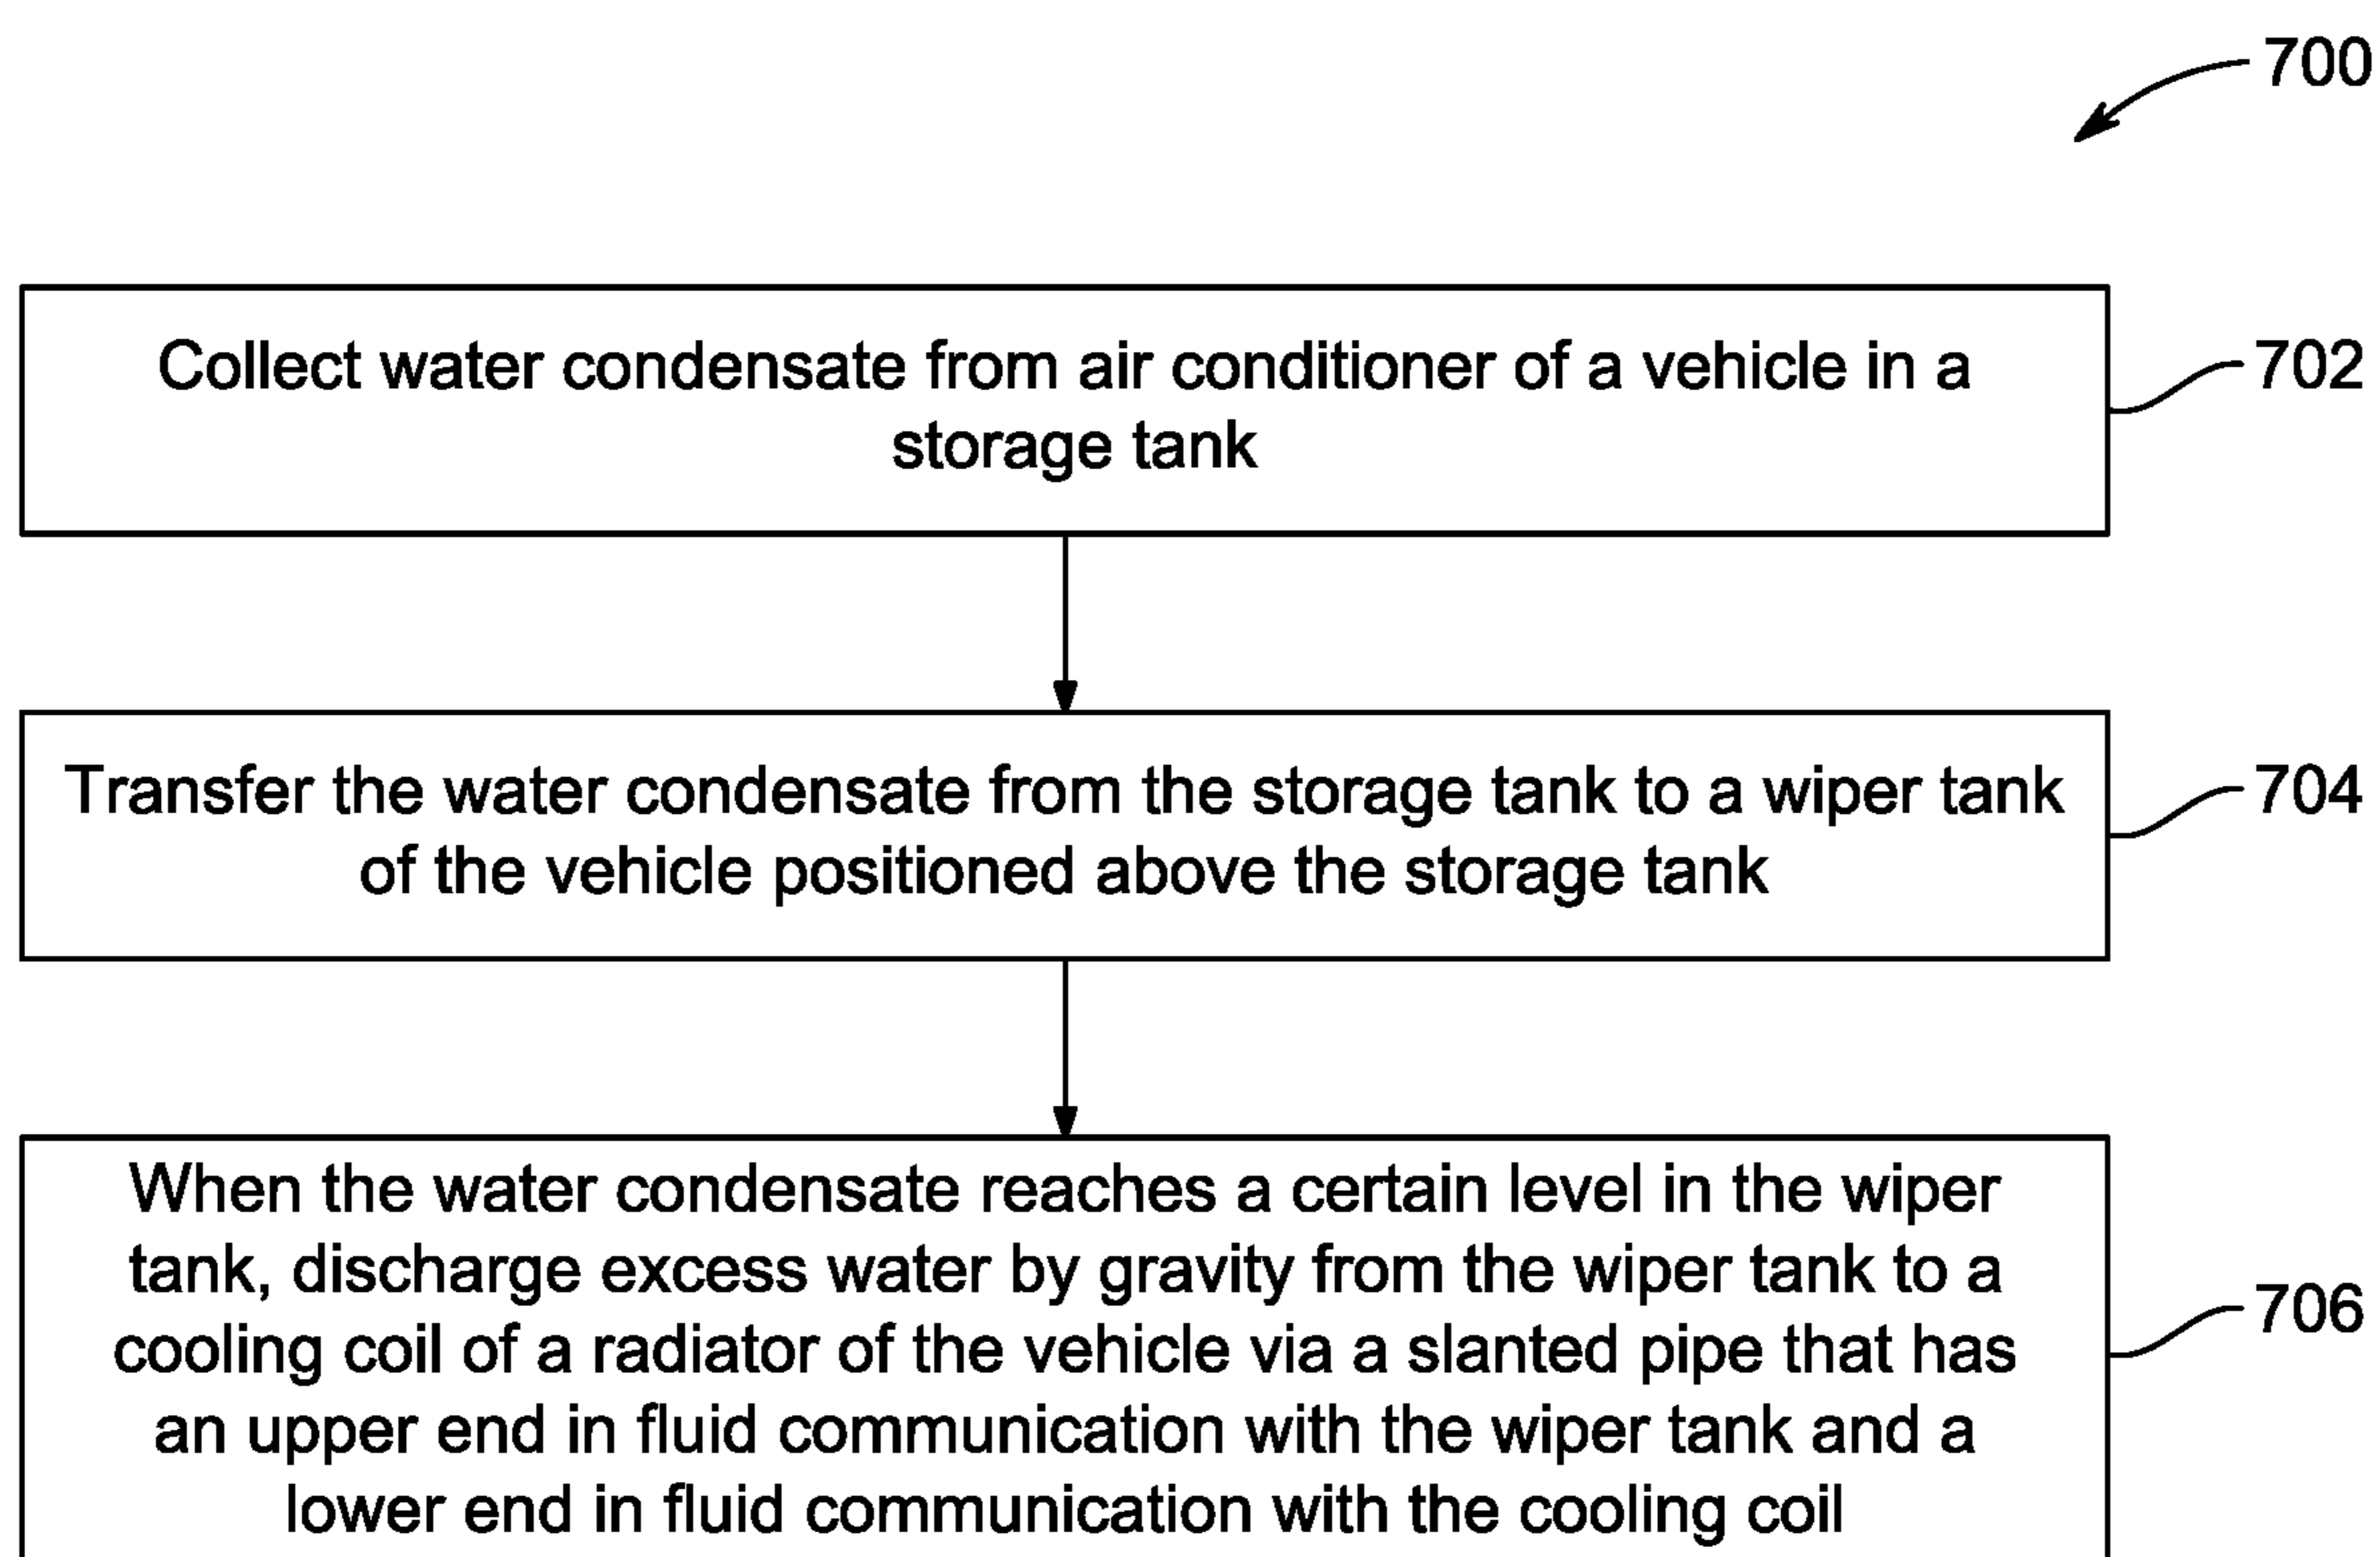 700
Collect water condensate from air conditioner of a vehicle in a
storage tank
702
Transfer the water condensate from the storage tank to a wiper tank
of the vehicle positioned above the storage tank
704
When the water condensate reaches a certain level in the wiper
tank, discharge excess water by gravity from the wiper tank to a
cooling coil of a radiator of the vehicle via a slanted pipe that has
an upper end in fluid communication with the wiper tank and a
lower end in fluid communication with the cooling coil
706